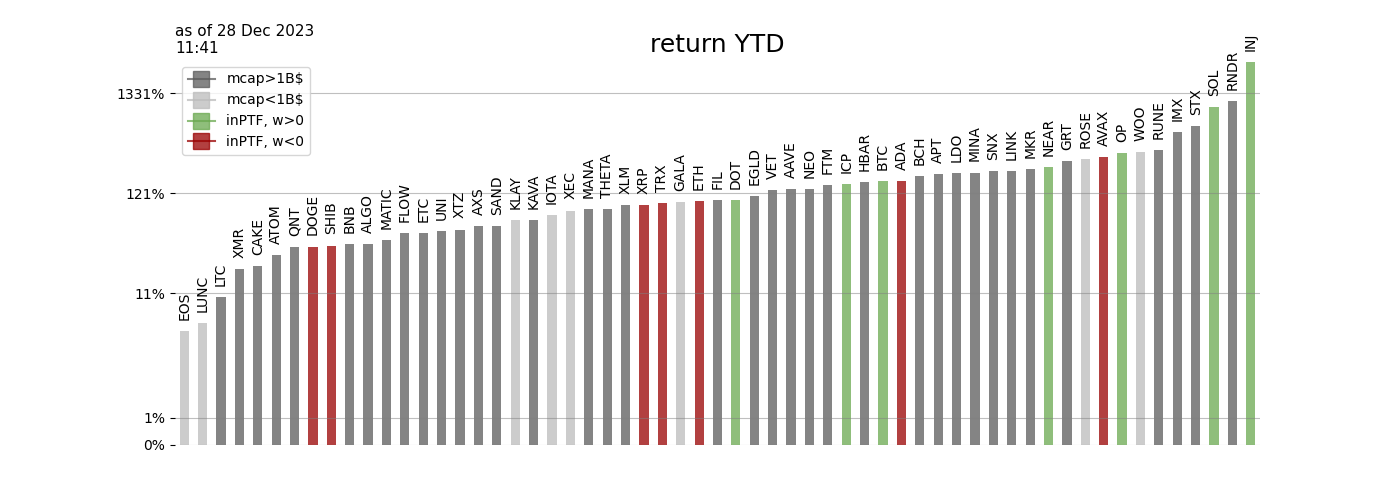 as of 28 Dec 2023
11:41
return YTD
mcap>1B$
mcap<1B$
inPTF, w>0
inPTF, w<0
1331%
121%
11%
1%
0%
EOS
LUNC
LTC
XMR
CAKE
ATOM
QNT
DOGE
SHIB
BNB
ALGO
MATIC
FLOW
ETC
UNI
XTZ
AXS
SAND
KLAY
KAVA
IOTA
XEC
MANA
THETA
XLM
XRP
TRX
GALA
ETH
FIL
DOT
EGLD
VET
AAVE
NEO
FTM
ICP
HBAR
BTC
ADA
BCH
APT
LDO
MINA
SNX
LINK
MKR
NEAR
GRT
ROSE
AVAX
OP
WOO
RUNE
IMX
STX
SOL
RNDR
INJ